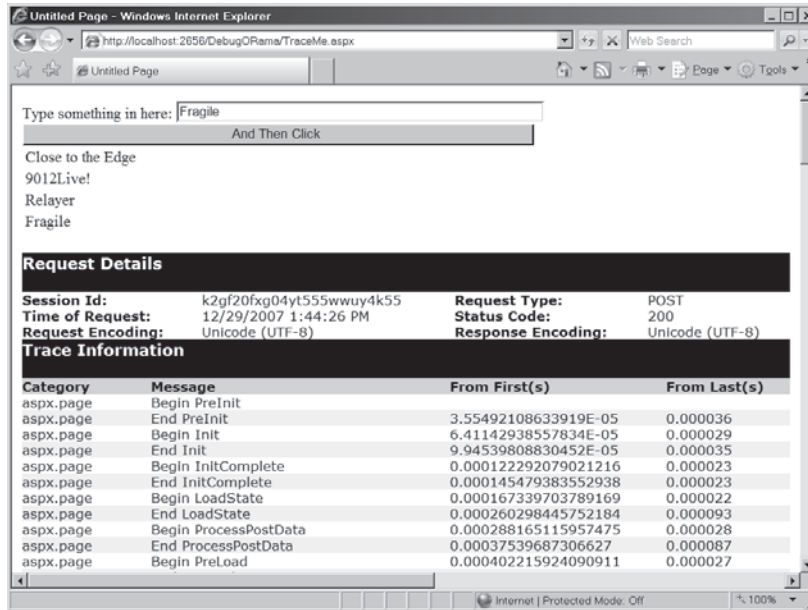 Untitled Page - Windows Internet Explorer
http://localhost:2656/DebugORama/TraceMe.aspx
Web Search
Untitled Page
Page
Tools
Type something in here: Fragile
And Then Click
Close to the Edge
9012Live!
Relayer
Fragile
Request Details
Session Id: k2gf20fxg04yt555wwuy4k55 Request Type: POST
Time of Request: 12/29/2007 1:44:26 PM Status Code: 200
Request Encoding: Unicode (UTF-8) Response Encoding: Unicode (UTF-8)
Trace Information
Category Message From First(s) From Last(s)
aspx.page Begin PreInit
aspx.page End PreInit 3.55492108633919E-05 0.000036
aspx.page Begin Init 6.41142938557834E-05 0.000029
aspx.page End Init 9.94539808830452E-05 0.000035
aspx.page Begin InitComplete 0.000122292079021216 0.000023
aspx.page End InitComplete 0.000145479383552938 0.000023
aspx.page Begin LoadState 0.000167339703789169 0.000022
aspx.page End LoadState 0.000260298445752184 0.000093
aspx.page Begin ProcessPostData 0.000288165115957475 0.000028
aspx.page End ProcessPostData 0.00037539687306627 0.000087
aspx.page Begin PreLoad 0.000402215924090911 0.000027
Internet | Protected Mode: Off
100%